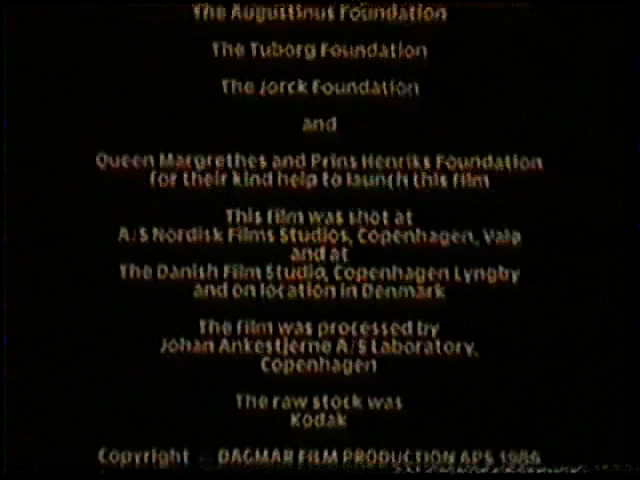 The Augustinus Foundation
The Tuborg Foundation
The Jorck Foundation
and
Queen Margrethes and Prins Henriks Foundation
for their kind help to launch this film
This film was shot at
A/S Nordisk Films Studios, Copenhagen, Valø
and at
The Danish Film Studio, Copenhagen Lyngby
and on location in Denmark
The film was processed by
Johan Ankestjerne A/S Laboratory,
Copenhagen
The raw stock was
Kodak
Copyright DAGMAR FILM PRODUCTION APS 1986